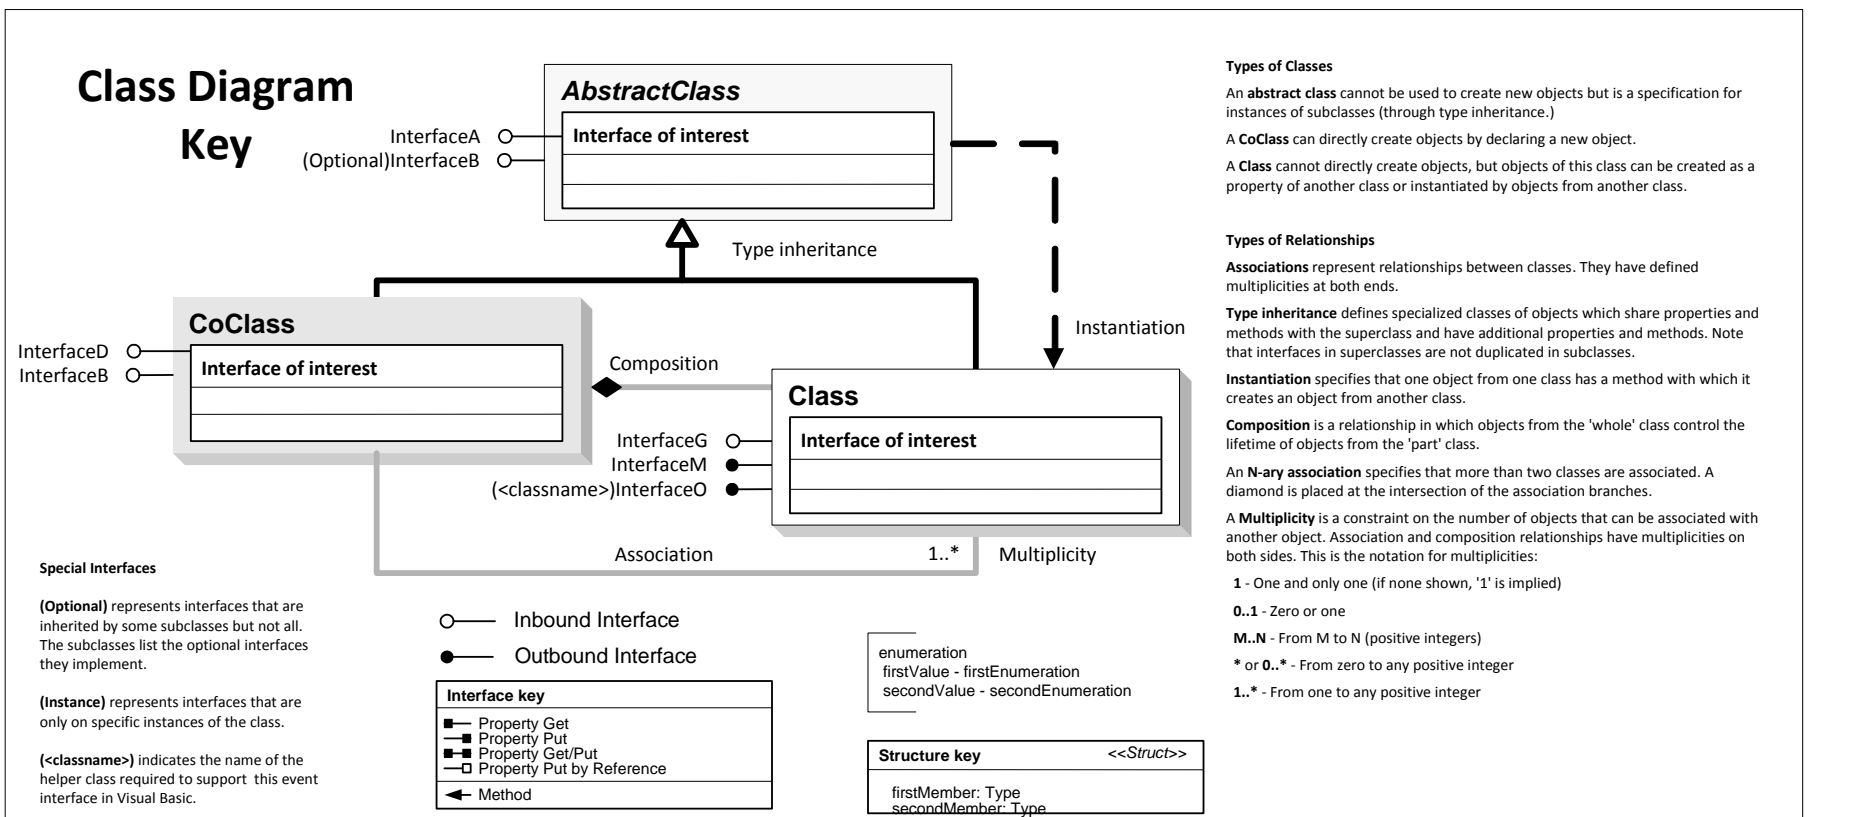 Class Diagram
Key
AbstractClass
Interface of interest
InterfaceA
(Optional)InterfaceB
Type inheritance
CoClass
Interface of interest
InterfaceD
InterfaceB
Composition
Instantiation
Class
Interface of interest
InterfaceG
InterfaceM
(<classname>)InterfaceO
Association
1..*
Multiplicity
Special Interfaces
(Optional) represents interfaces that are
inherited by some subclasses but not all.
The subclasses list the optional interfaces
they implement.
(Instance) represents interfaces that are
only on specific instances of the class.
(<classname>) indicates the name of the
helper class required to support this event
interface in Visual Basic.
Inbound Interface
Outbound Interface
Interface key
Property Get
Property Put
Property Get/Put
Property Put by Reference
Method
enumeration
firstValue - firstEnumeration
secondValue - secondEnumeration
Structure key <<Struct>>
firstMember: Type
secondMember: Type
Types of Classes
An abstract class cannot be used to create new objects but is a specification for
instances of subclasses (through type inheritance.)
A CoClass can directly create objects by declaring a new object.
A Class cannot directly create objects, but objects of this class can be created as a
property of another class or instantiated by objects from another class.
Types of Relationships
Associations represent relationships between classes. They have defined
multiplicities at both ends.
Type inheritance defines specialized classes of objects which share properties and
methods with the superclass and have additional properties and methods. Note
that interfaces in superclasses are not duplicated in subclasses.
Instantiation specifies that one object from one class has a method with which it
creates an object from another class.
Composition is a relationship in which objects from the 'whole' class control the
lifetime of objects from the 'part' class.
An N-ary association specifies that more than two classes are associated. A
diamond is placed at the intersection of the association branches.
A Multiplicity is a constraint on the number of objects that can be associated with
another object. Association and composition relationships have multiplicities on
both sides. This is the notation for multiplicities:
1 - One and only one (if none shown, '1' is implied)
0..1 - Zero or one
M..N - From M to N (positive integers)
* or 0..* - From zero to any positive integer
1..* - From one to any positive integer